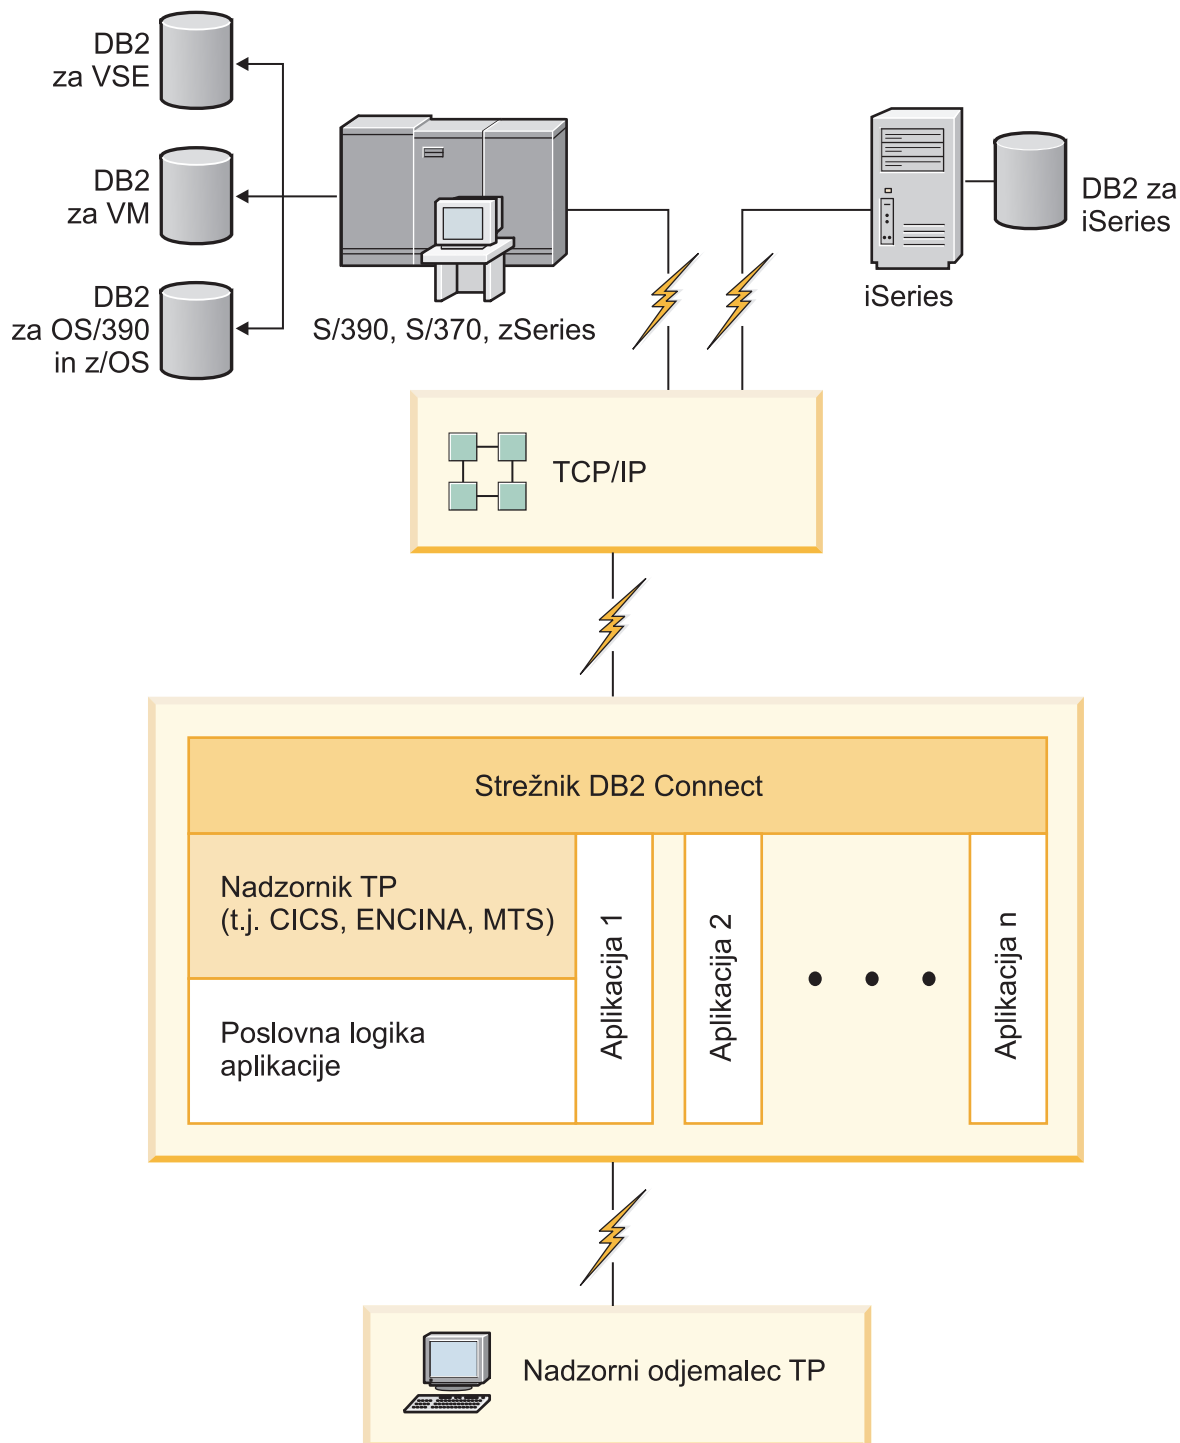 DB2
za VSE
DB2
za VM
DB2
za OS/390
in z/OS
S/390, S/370, zSeries
iSeries
DB2 za
iSeries
TCP/IP
Strežnik DB2 Connect
Nadzornik TP
(t.j. CICS, ENCINA, MTS)
Poslovna logika
aplikacije
Aplikacija 1
Aplikacija 2
Aplikacija n
Nadzorni odjemalec TP